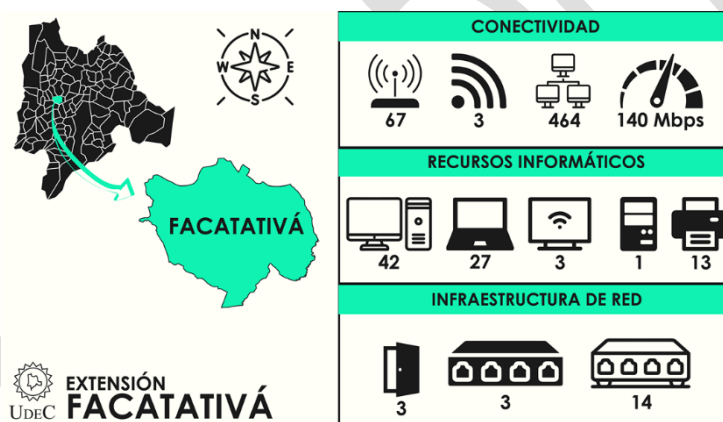 N
W E
S
FACATATIVÁ
UDEC
EXTENSIÓN
FACATATIVÁ
CONECTIVIDAD
67 3 464 140 Mbps
RECURSOS INFORMÁTICOS
42 27 3 1 13
INFRAESTRUCTURA DE RED
3 3 14